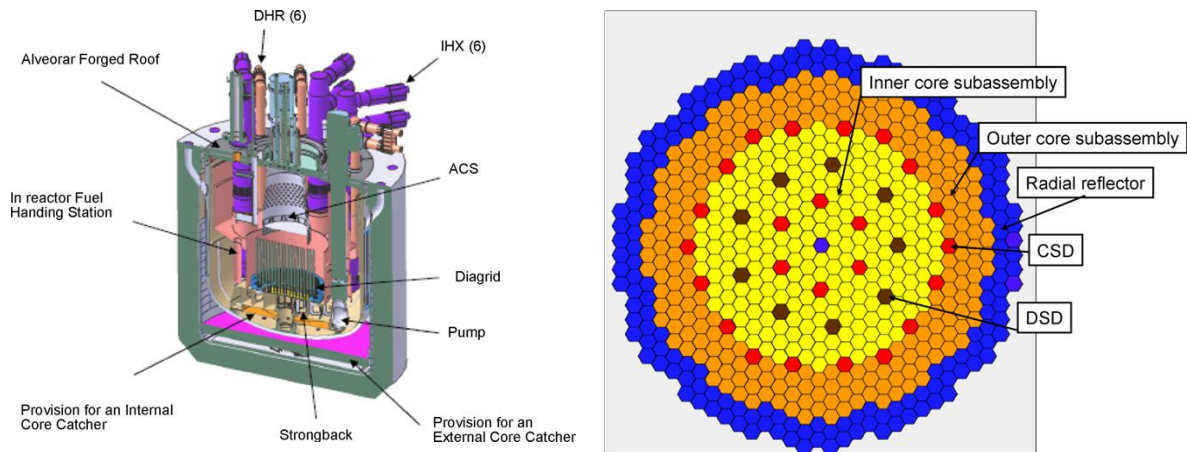 DHR (6)
IHX (6)
Alveorar Forged Roof
ACS
In reactor Fuel
Handing Station
Diagrid
Pump
Provision for an Internal
Core Catcher
Strongback
Provision for an
External Core Catcher
Inner core subassembly
Outer core subassembly
Radial reflector
CSD
DSD